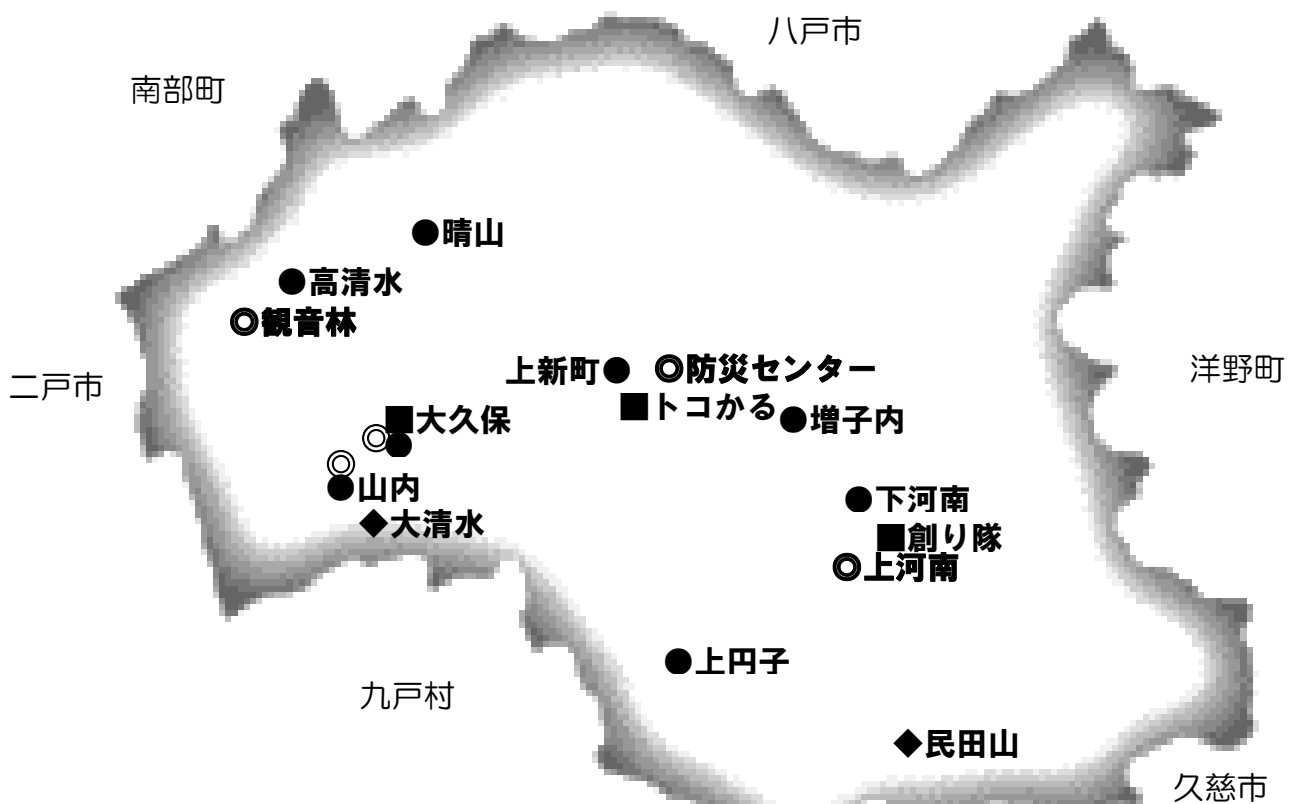 八戸市
南部町
●晴山
●高清水
◎観音林
上新町● ◎防災センター
洋野町
二戸市
■トコかる
■大久保
●増子内
◎●
◎
●山内
●下河南
◆大清水
■創り隊
◎上河南
●上円子
九戸村
◆民田山
久慈市